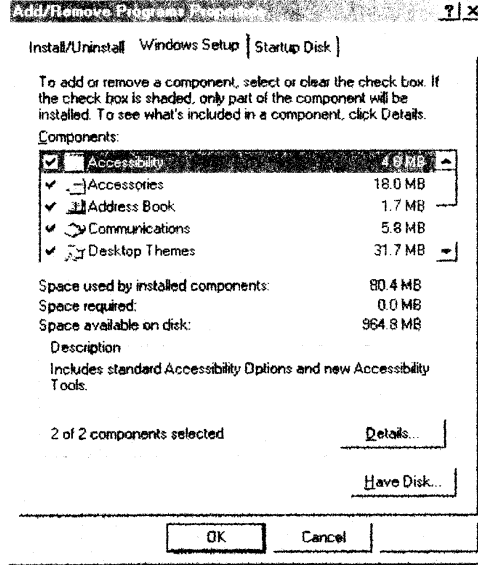 Add/Remove Programs Properties
Install/Uninstall Windows Setup Startup Disk
To add or remove a component, select or clear the check box. If
the check box is shaded, only part of the component will be
installed. To see what's included in a component, click Details.
Components:
Accessibility 4.8 MB
Accessories 18.0 MB
Address Book 1.7 MB
Communications 5.8 MB
Desktop Themes 31.7 MB
Space used by installed components: 80.4 MB
Space required: 0.0 MB
Space available on disk: 964.8 MB
Description
Includes standard Accessibility Options and new Accessibility
Tools.
2 of 2 components selected
Details...
Have Disk...
OK Cancel